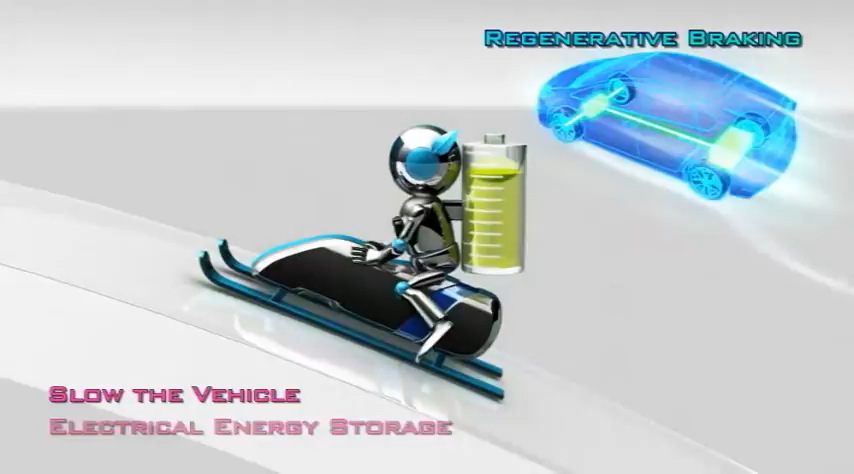 Regenerative Braking
Slow the Vehicle
Electrical Energy Storage